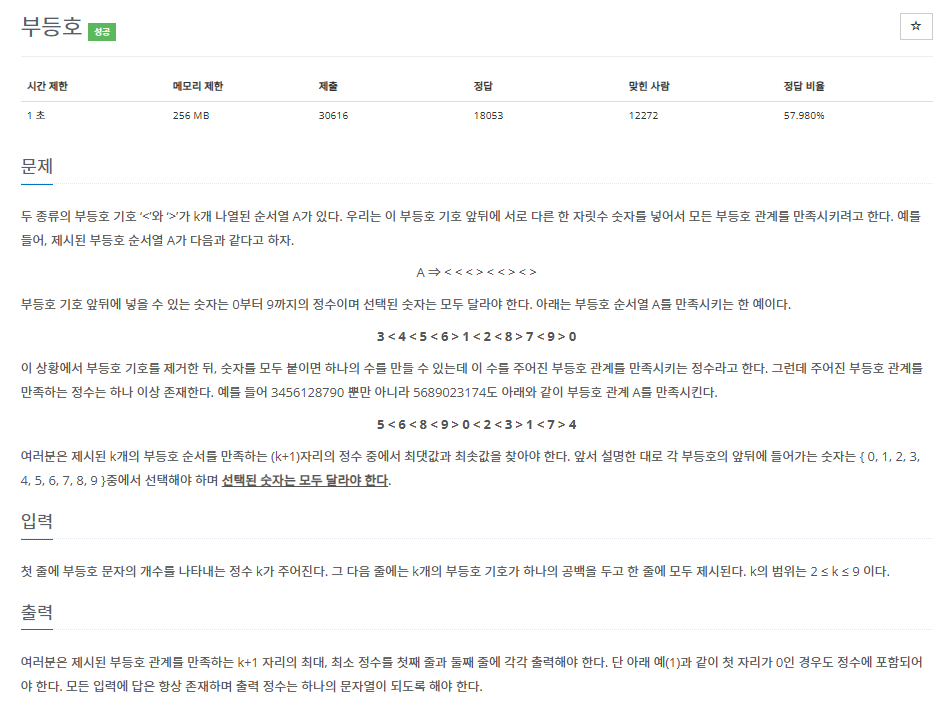 부등호 성공
☆
시간 제한 메모리 제한 제출 정답 맞힌 사람 정답 비율
1 초 256 MB 30616 18053 12272 57.980%
문제
두 종류의 부등호 기호 ‘<’와 ‘>’가 k개 나열된 순서열 A가 있다. 우리는 이 부등호 기호 앞뒤에 서로 다른 한 자릿수 숫자를 넣어서 모든 부등호 관계를 만족시키려고 한다. 예를
들어, 제시된 부등호 순서열 A가 다음과 같다고 하자.
A ⇒ < < < > < < > < >
부등호 기호 앞뒤에 넣을 수 있는 숫자는 0부터 9까지의 정수이며 선택된 숫자는 모두 달라야 한다. 아래는 부등호 순서열 A를 만족시키는 한 예이다.
3 < 4 < 5 < 6 > 1 < 2 < 8 > 7 < 9 > 0
이 상황에서 부등호 기호를 제거한 뒤, 숫자를 모두 붙이면 하나의 수를 만들 수 있는데 이 수를 주어진 부등호 관계를 만족시키는 정수라고 한다. 그런데 주어진 부등호 관계를
만족하는 정수는 하나 이상 존재한다. 예를 들어 3456128790 뿐만 아니라 5689023174도 아래와 같이 부등호 관계 A를 만족시킨다.
5 < 6 < 8 < 9 > 0 < 2 < 3 > 1 < 7 > 4
여러분은 제시된 k개의 부등호 순서를 만족하는 (k+1)자리의 정수 중에서 최댓값과 최솟값을 찾아야 한다. 앞서 설명한 대로 각 부등호의 앞뒤에 들어가는 숫자는 { 0, 1, 2, 3,
4, 5, 6, 7, 8, 9 }중에서 선택해야 하며 선택된 숫자는 모두 달라야 한다.
입력
첫 줄에 부등호 문자의 개수를 나타내는 정수 k가 주어진다. 그 다음 줄에는 k개의 부등호 기호가 하나의 공백을 두고 한 줄에 모두 제시된다. k의 범위는 2 ≤ k ≤ 9 이다.
출력
여러분은 제시된 부등호 관계를 만족하는 k+1 자리의 최대, 최소 정수를 첫째 줄과 둘째 줄에 각각 출력해야 한다. 단 아래 예(1)과 같이 첫 자리가 0인 경우도 정수에 포함되어
야 한다. 모든 입력에 답은 항상 존재하며 출력 정수는 하나의 문자열이 되도록 해야 한다.